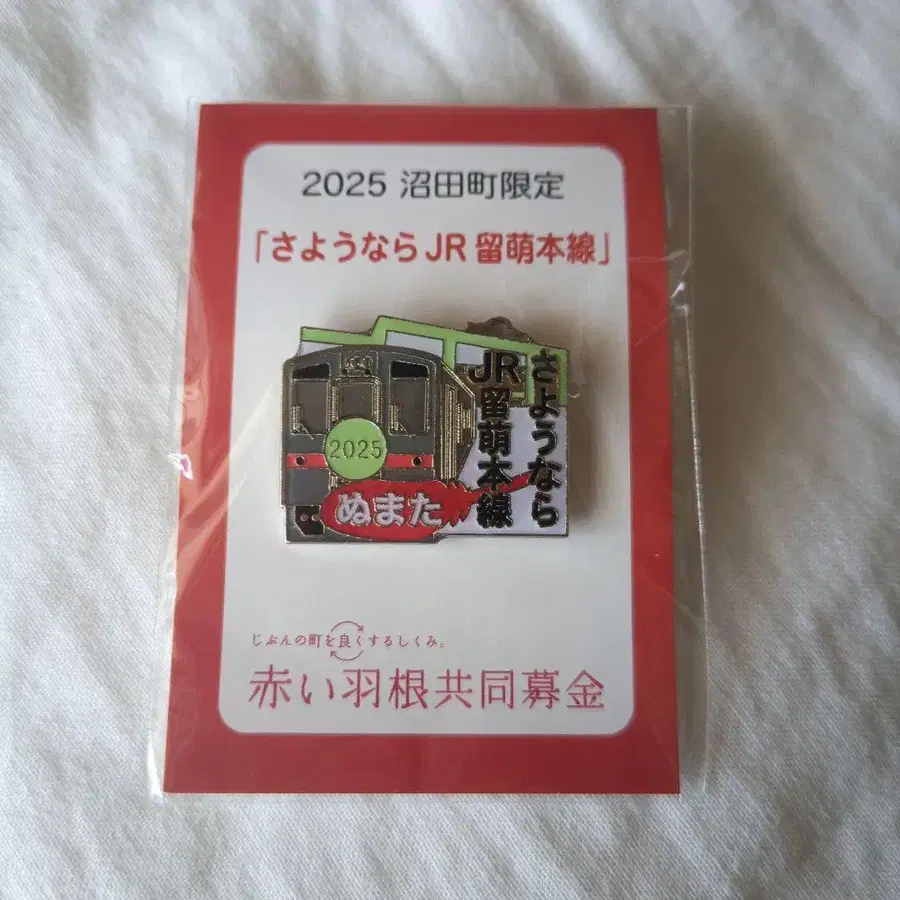 2025 沼田町限定
「さようならJR留萌本線」
さようなら
JR留萌本線
2025
ぬまた
じぶんの町を良くするしくみ。
赤い羽根共同募金